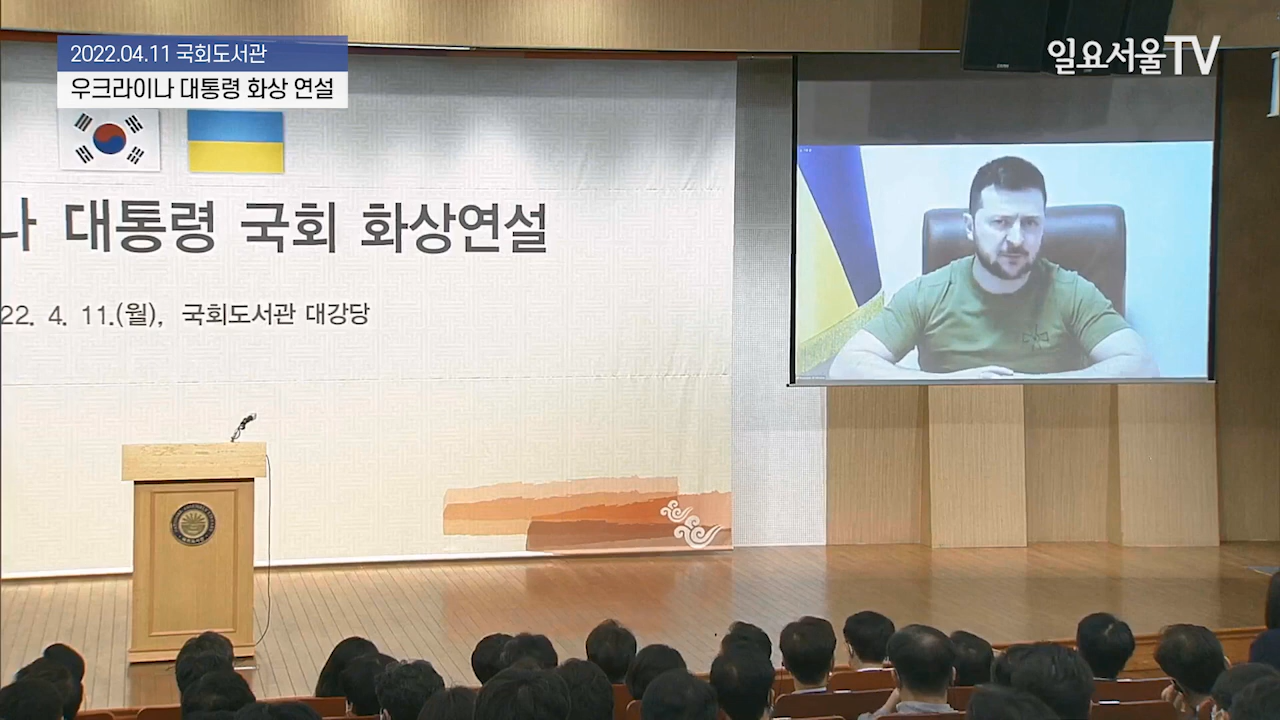 2022.04.11 국회도서관
우크라이나 대통령 화상 연설
일요서울TV
나 대통령 국회 화상연설
22. 4. 11.(월), 국회도서관 대강당